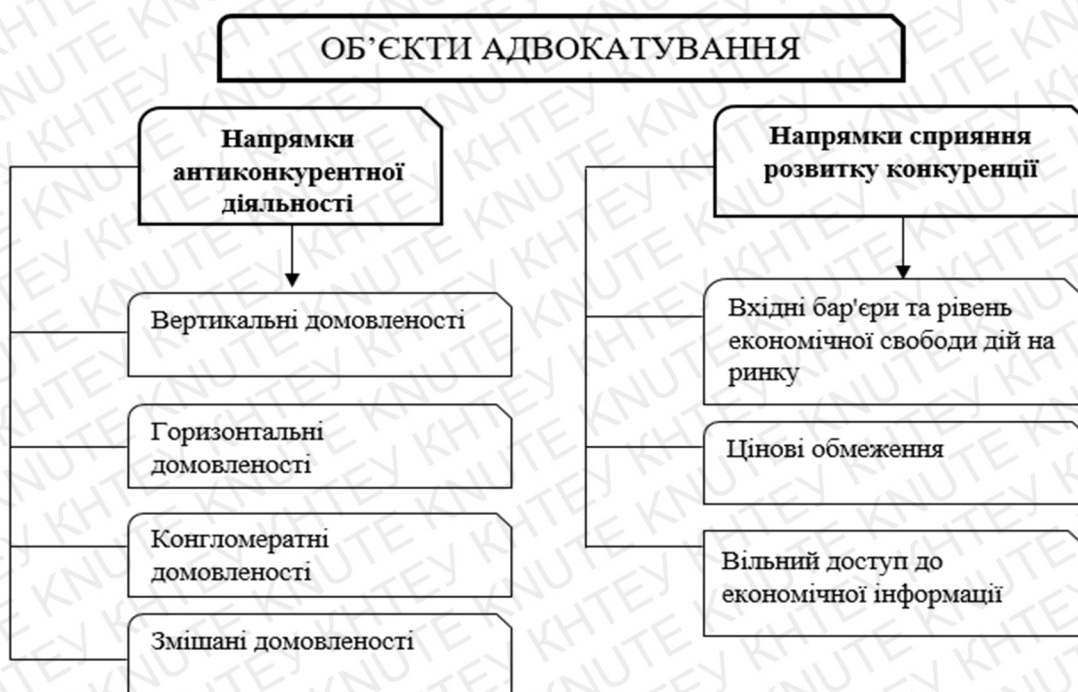 ОБ’ЄКТИ АДВОКАТУВАННЯ
Напрямки
антиконкурентної
діяльності
Вертикальні домовленості
Горизонтальні
домовленості
Конгломератні
домовленості
Змішані домовленості
Напрямки сприяння
розвитку конкуренції
Вхідні бар'єри та рівень
економічної свободи дій на
ринку
Цінові обмеження
Вільний доступ до
економічної інформації